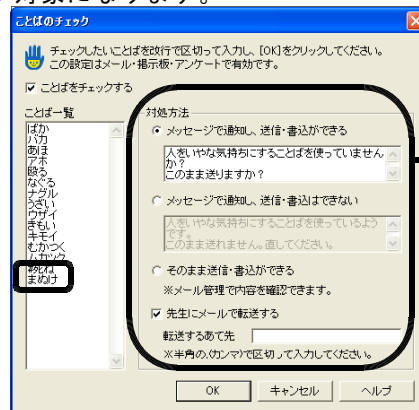 対象になります。
ことばのチェック
チェックしたいことばを改行で区切って入力し、[OK]をクリックしてください。
この設定はメール・掲示板・アンケートで有効です。
ことばをチェックする
ことば一覧
ばか
バカ
あほ
アホ
殴る
なぐる
ナグル
うざい
ウザイ
きもい
キモイ
むかつく
ムカツク
死ね
まぬけ
対処方法
メッセージで通知し、送信・書込ができる
人をいやな気持ちにすることばを使っていません
か?
このまま送りますか?
メッセージで通知し、送信・書込はできない
人をいやな気持ちにすることばを使っているよう
です。
このまま送れません。直してください。
そのまま送信・書込ができる
※メール管理で内容を確認できます。
先生にメールで転送する
転送するあて先
※半角の,(カンマ)で区切って入力してください。
OK
キャンセル
ヘルプ